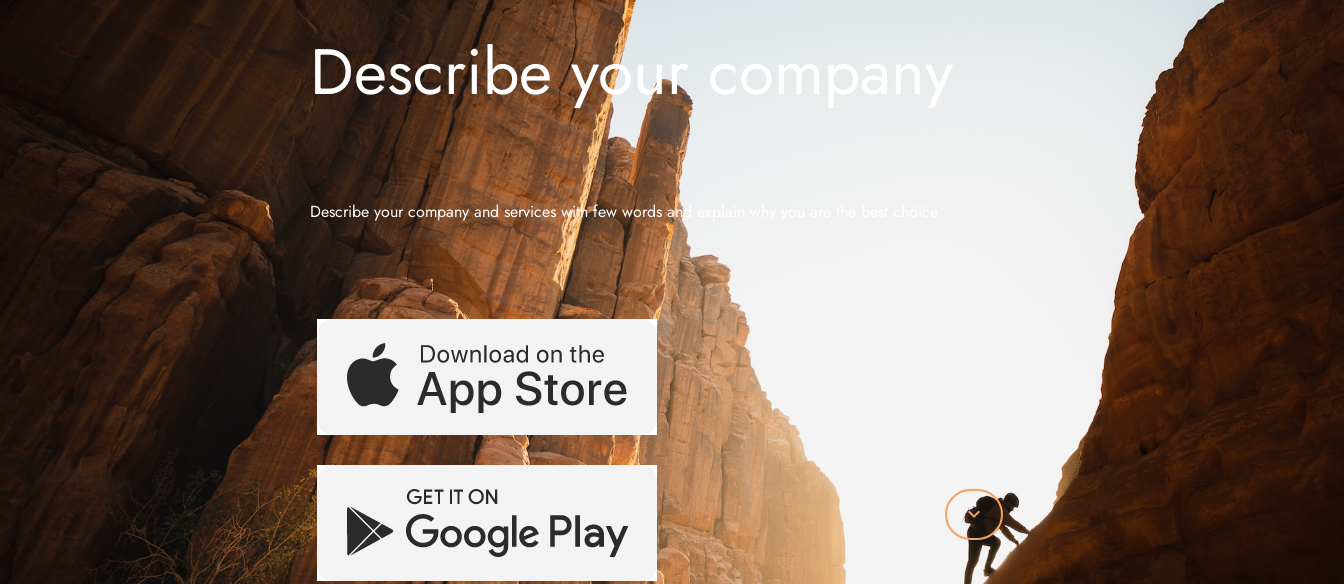 Describe your company
Describe your company and services with few words and explain why you are the best choice.
Download on the
App Store
GET IT ON
Google Play